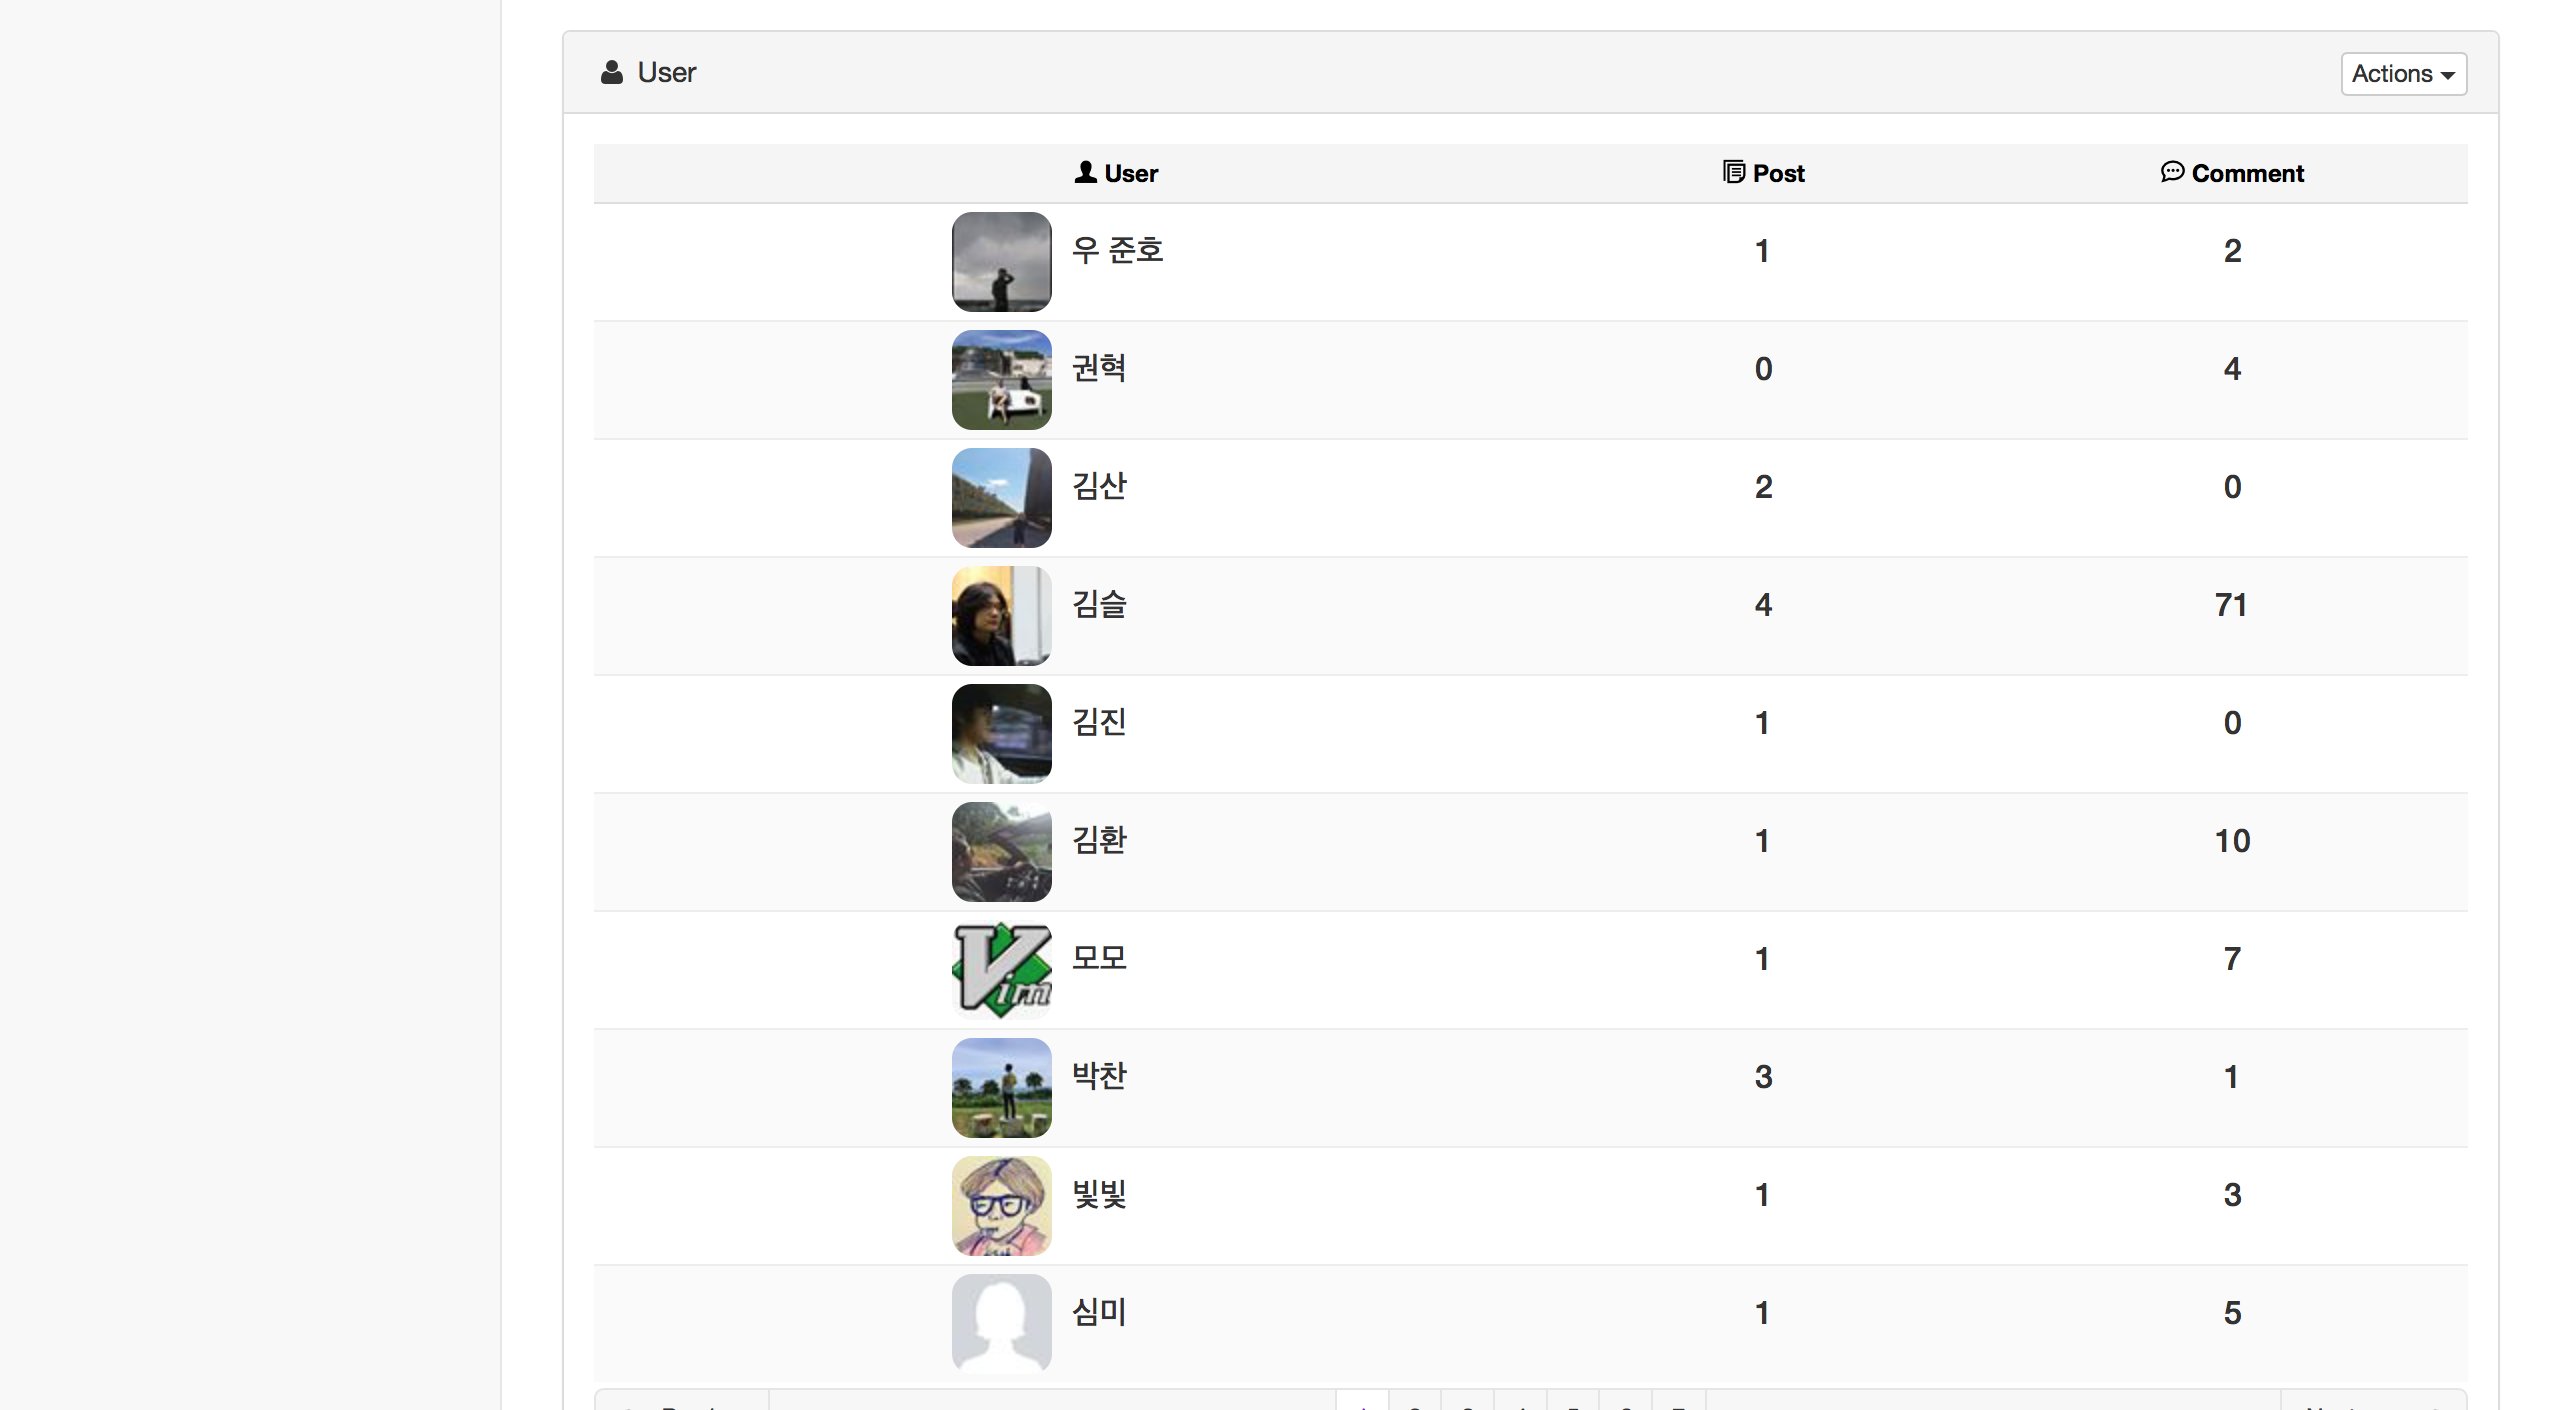 User
Actions
User Post Comment
우 준호 1 2
권혁 0 4
김산 2 0
김슬 4 71
김진 1 0
김환 1 10
Vim
모모 1 7
박찬 3 1
빛빛 1 3
심미 1 5